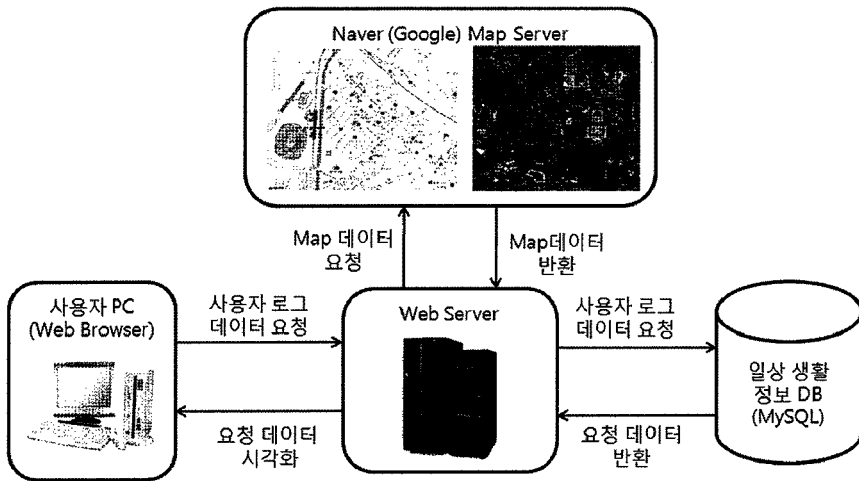 Naver (Google) Map Server
Map 데이터
요청
Map데이터
반환
사용자 PC
(Web Browser)
사용자 로그
데이터 요청
Web Server
사용자 로그
데이터 요청
일상 생활
정보 DB
(MySQL)
요청 데이터
시각화
요청 데이터
반환